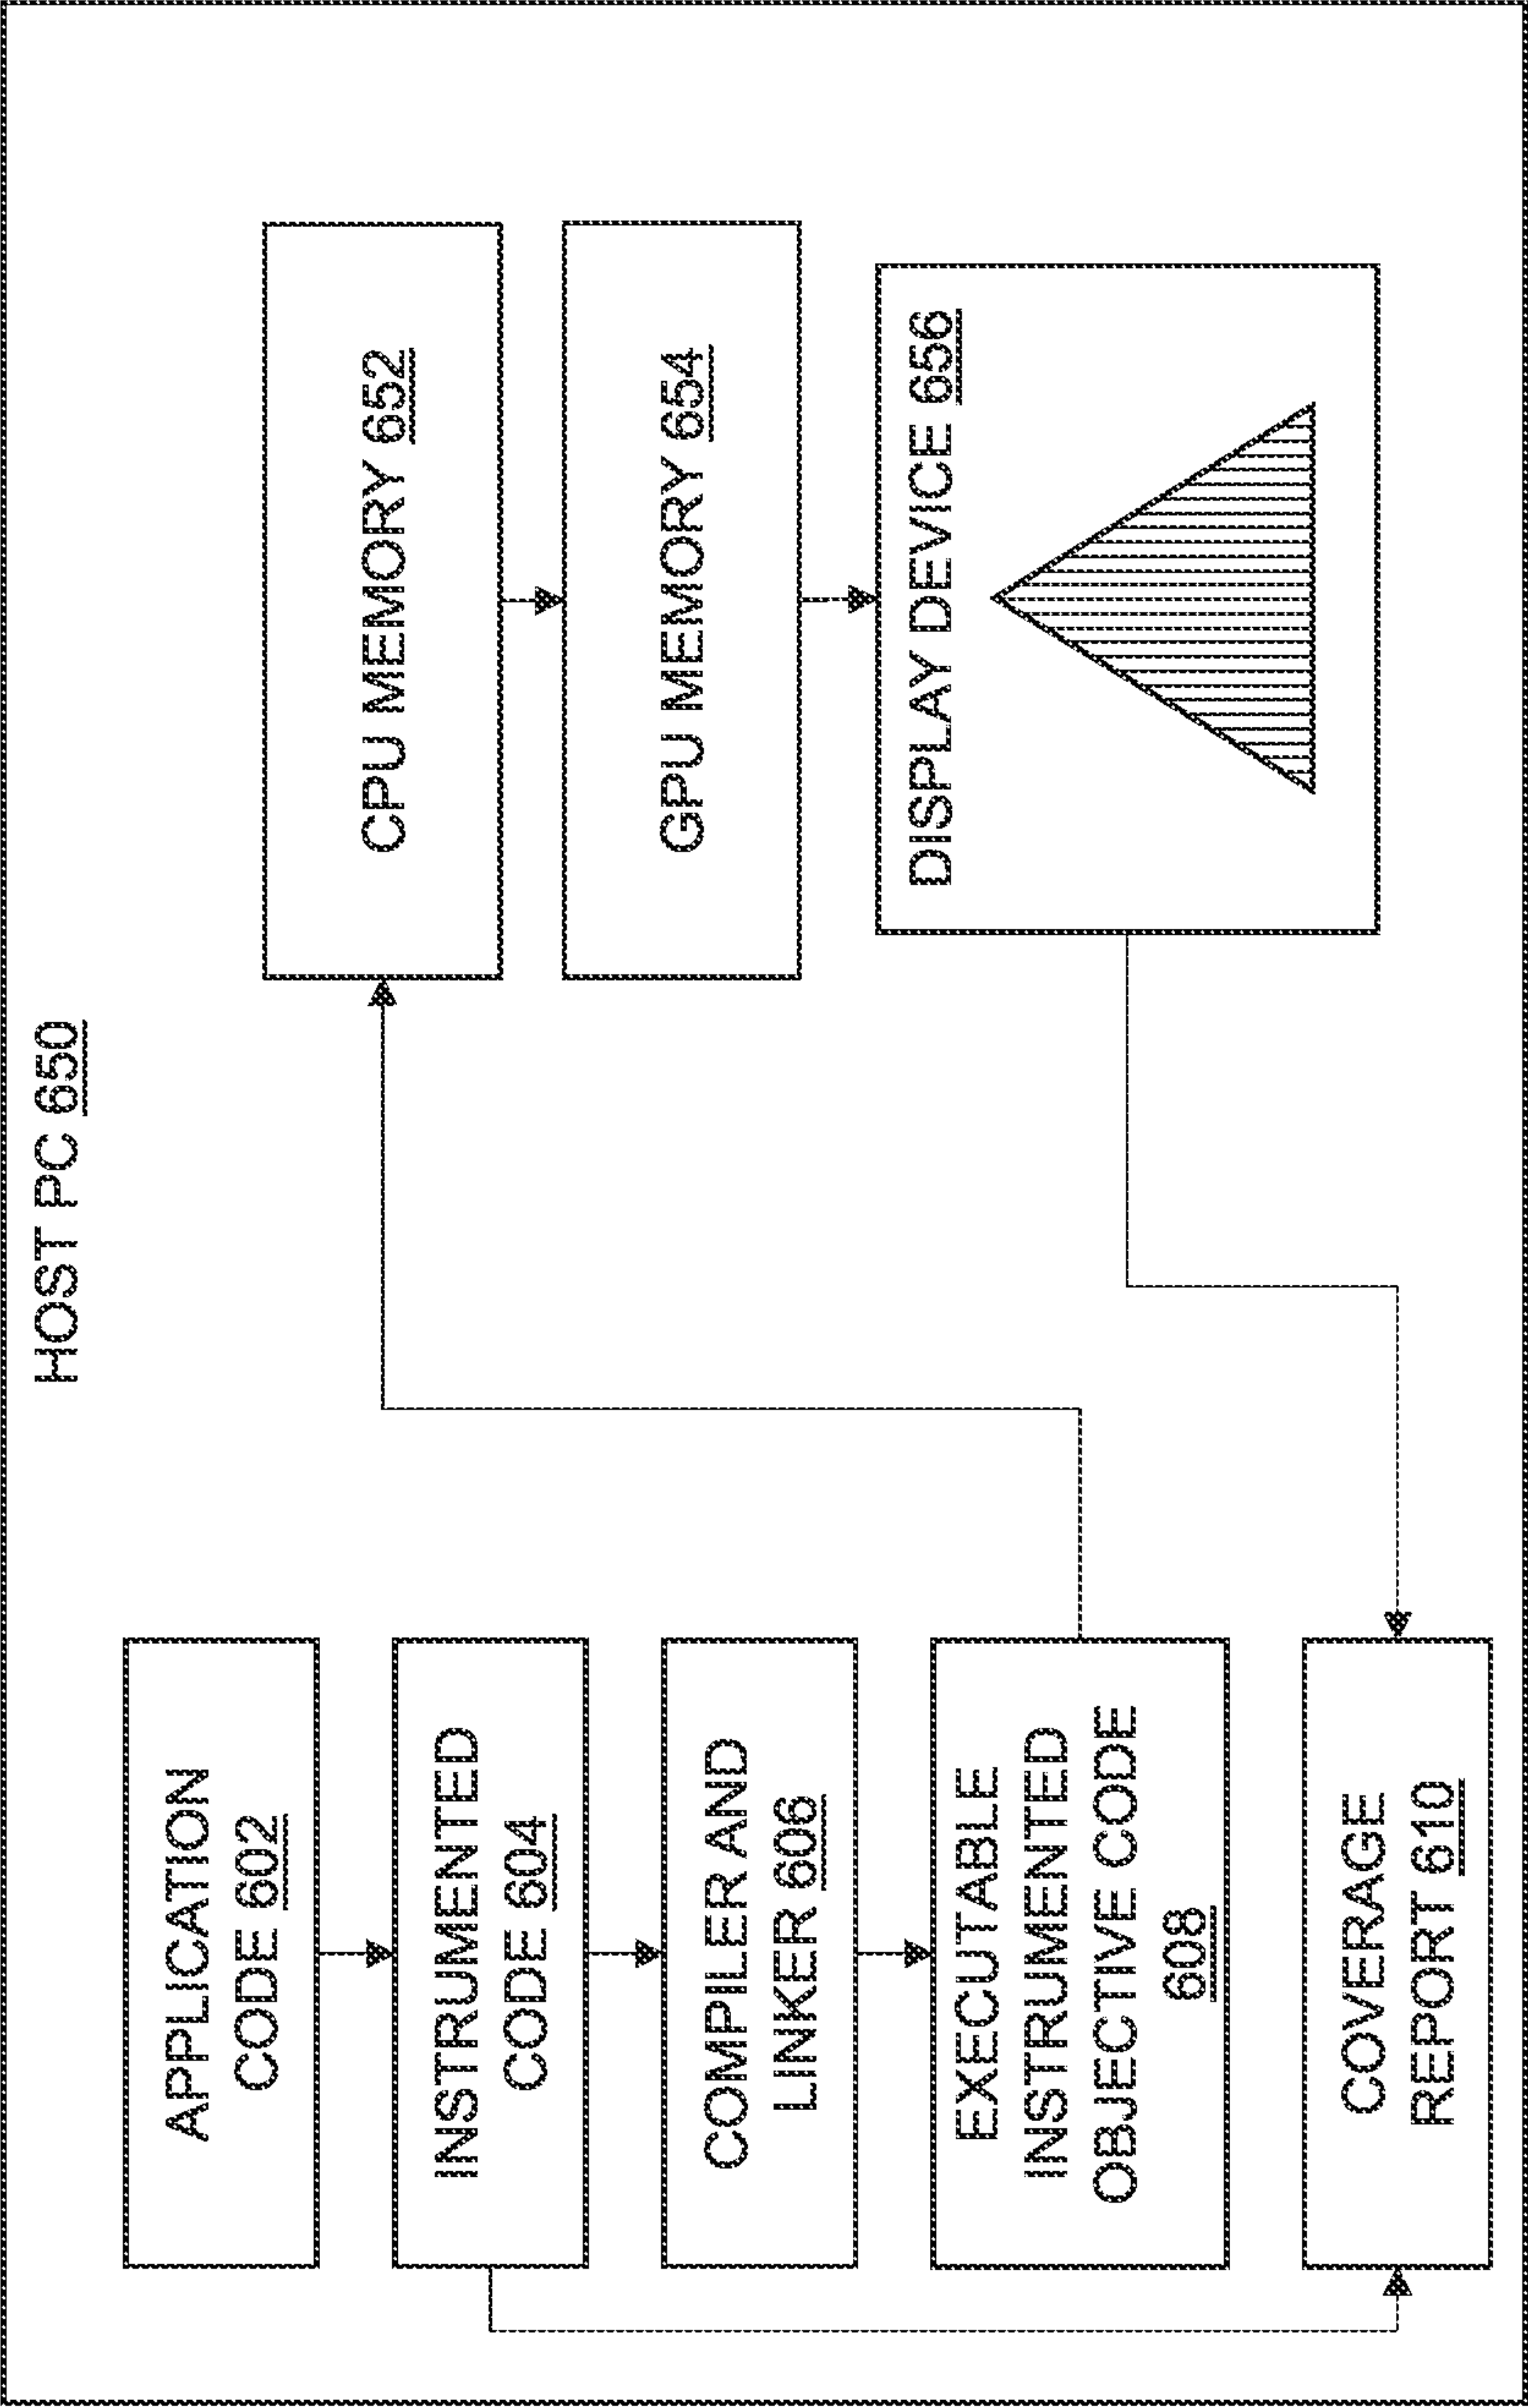 HOST PC 650
APPLICATION
CODE 602
INSTRUMENTED
CODE 604
COMPILER AND
LINKER 606
EXECUTABLE
INSTRUMENTED
OBJECTIVE CODE
608
COVERAGE
REPORT 610
CPU MEMORY 652
GPU MEMORY 654
DISPLAY DEVICE 656